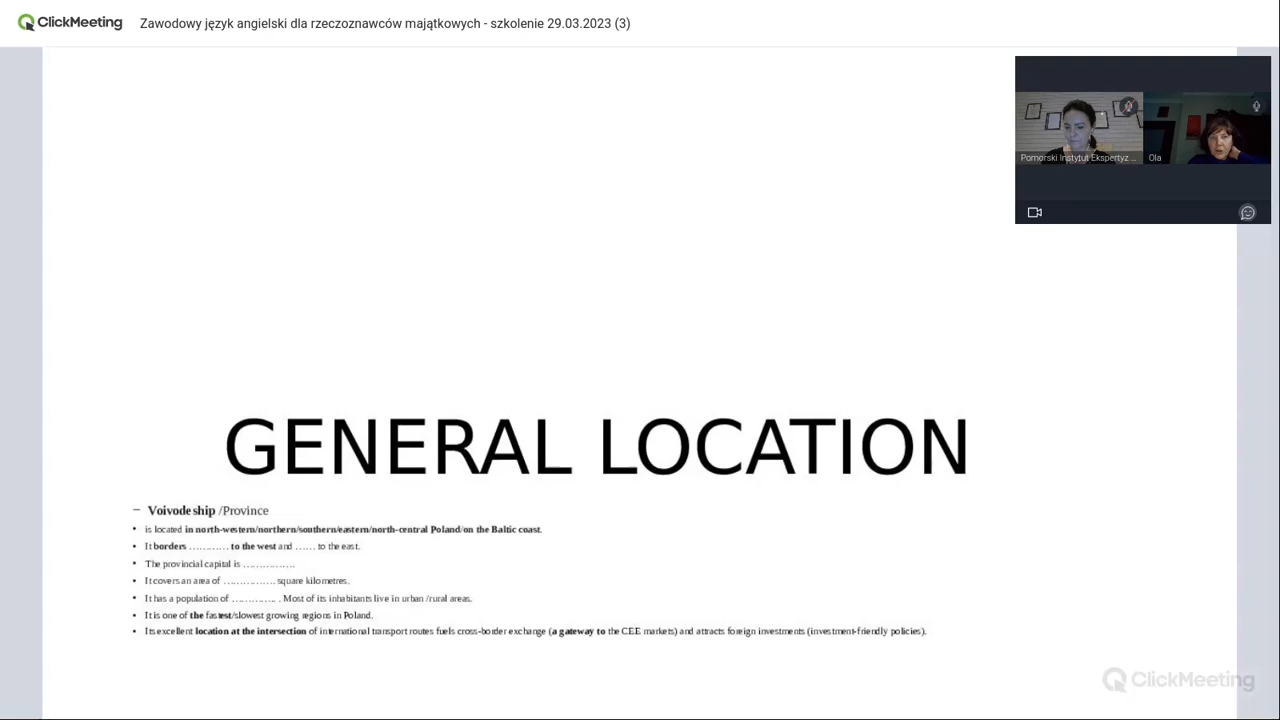 ClickMeeting
Zawodowy język angielski dla rzeczoznawców majątkowych - szkolenie 29.03.2023 (3)
Pomorski Instytut Ekspertyz ...
Ola
GENERAL LOCATION
– Voivodeship /Province
• is located in north-western/northern/southern/eastern/north-central Poland/on the Baltic coast.
• It borders ………… to the west and …… to the east.
• The provincial capital is ……………
• It covers an area of ……………. square kilometres.
• It has a population of ………….. . Most of its inhabitants live in urban /rural areas.
• It is one of the fastest/slowest growing regions in Poland.
• Its excellent location at the intersection of international transport routes fuels cross-border exchange (a gateway to the CEE markets) and attracts foreign investments (investment-friendly policies).
ClickMeeting